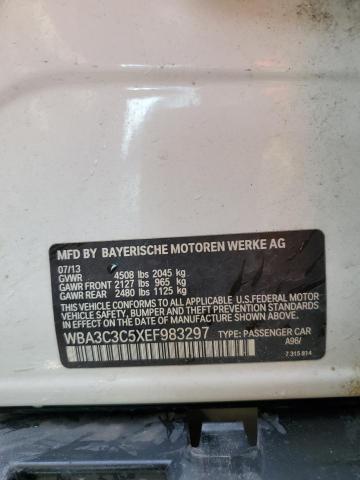 MFD BY BAYERISCHE MOTOREN WERKE AG
07/13
GVWR 4508 lbs 2045 kg
GAWR FRONT 2127 lbs 965 kg
GAWR REAR 2480 lbs 1125 kg
THIS VEHICLE CONFORMS TO ALL APPLICABLE U.S.FEDERAL MOTOR
VEHICLE SAFETY, BUMPER, AND THEFT PREVENTION
STANDARDS IN EFFECT ON THE DATE OF MANUFACTURE SHOWN ABOVE.
WBA3C3C5XEF983297 TYPE: PASSENGER CAR
A96/
7 315 814